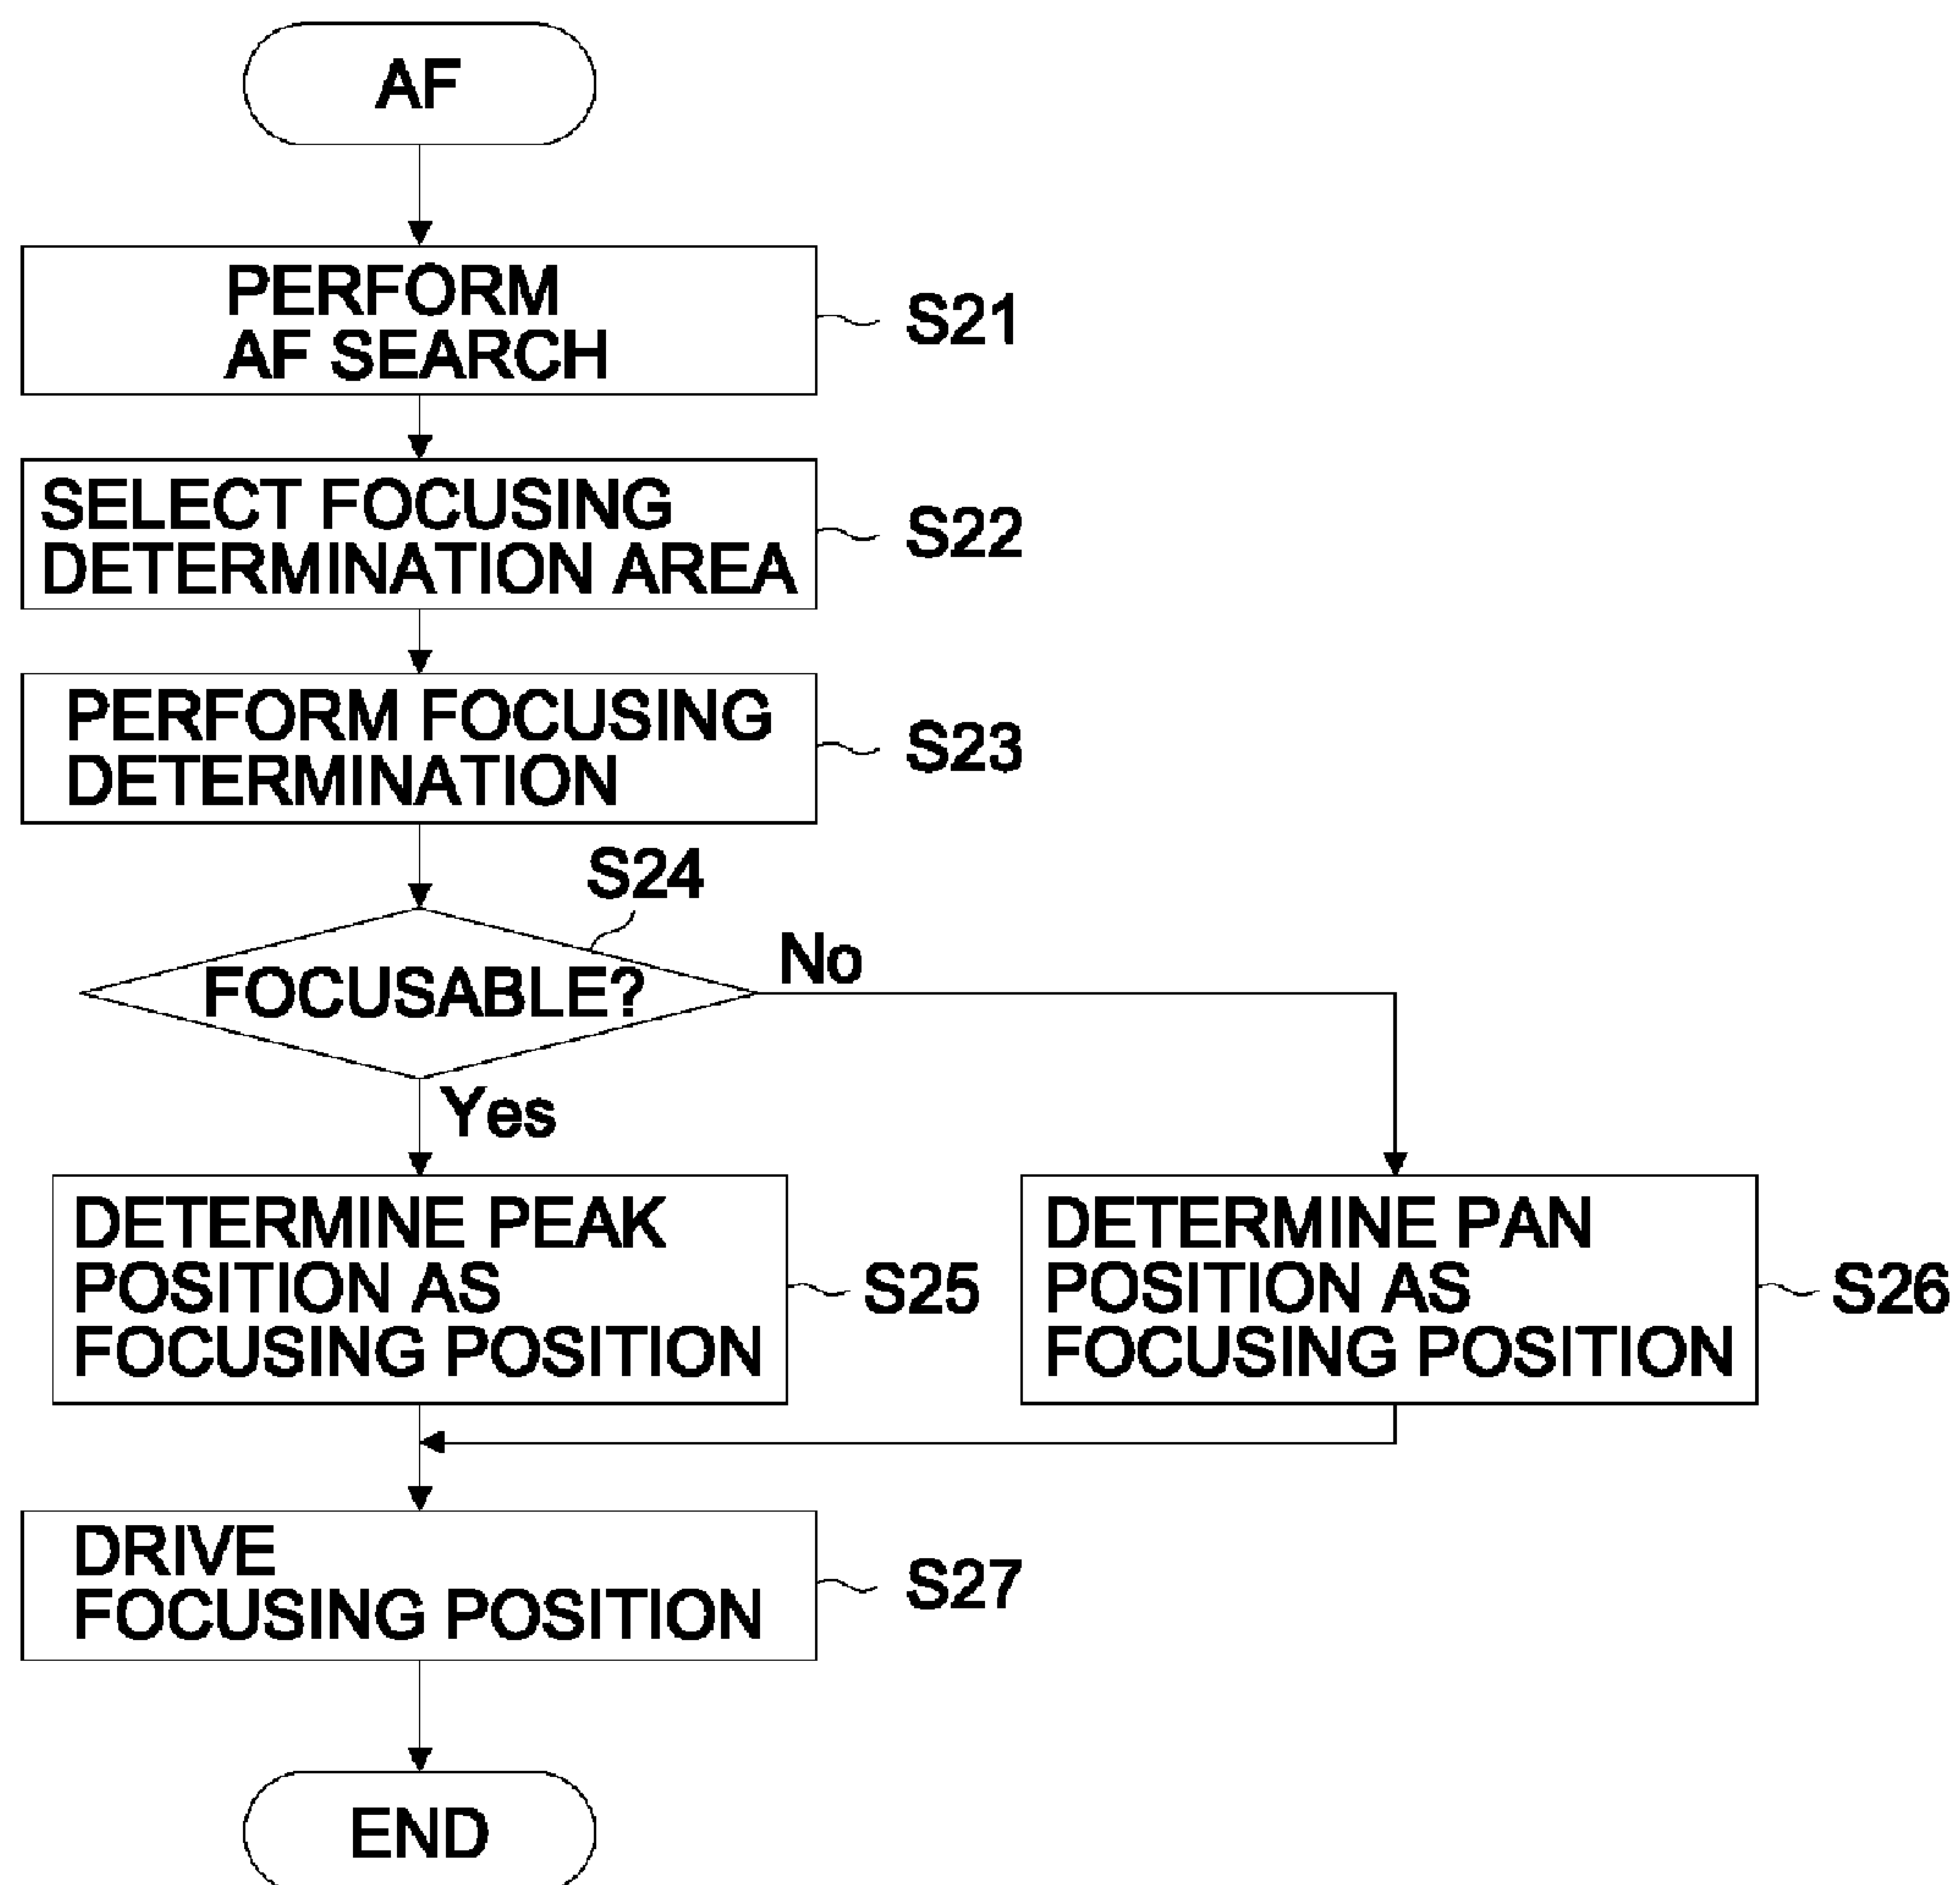 AF
PERFORM
AF SEARCH
S21
SELECT FOCUSING
DETERMINATION AREA
S22
PERFORM FOCUSING
DETERMINATION
S23
S24
FOCUSABLE?
No
Yes
DETERMINE PEAK
POSITION AS
FOCUSING POSITION
S25
DETERMINE PAN
POSITION AS
FOCUSING POSITION
S26
DRIVE
FOCUSING POSITION
S27
END